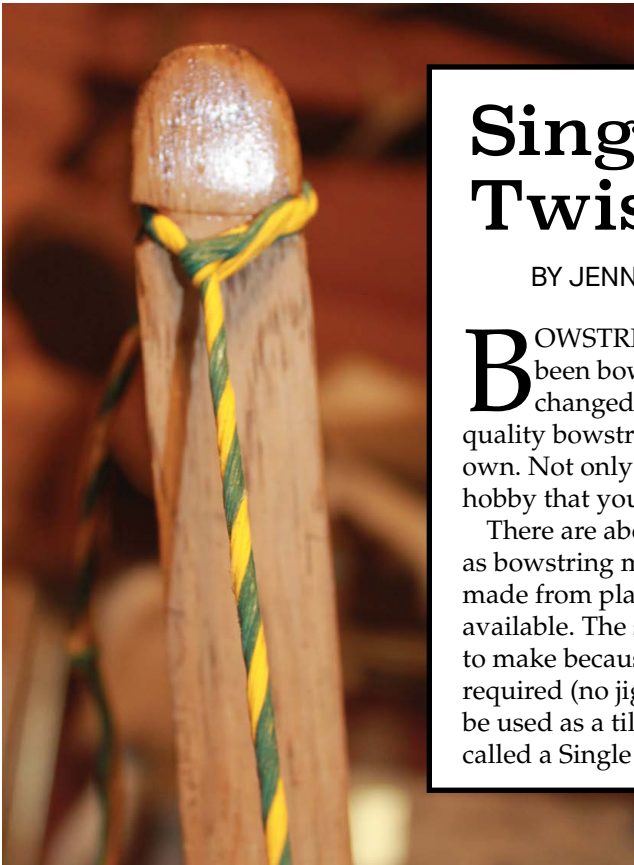 Sing
Twis
BY JENN
BOWSTRI
been bow
changed
quality bowstr
own. Not only
hobby that you
There are abo
as bowstring m
made from pla
available. The s
to make becaus
required (no jig
be used as a til
called a Single